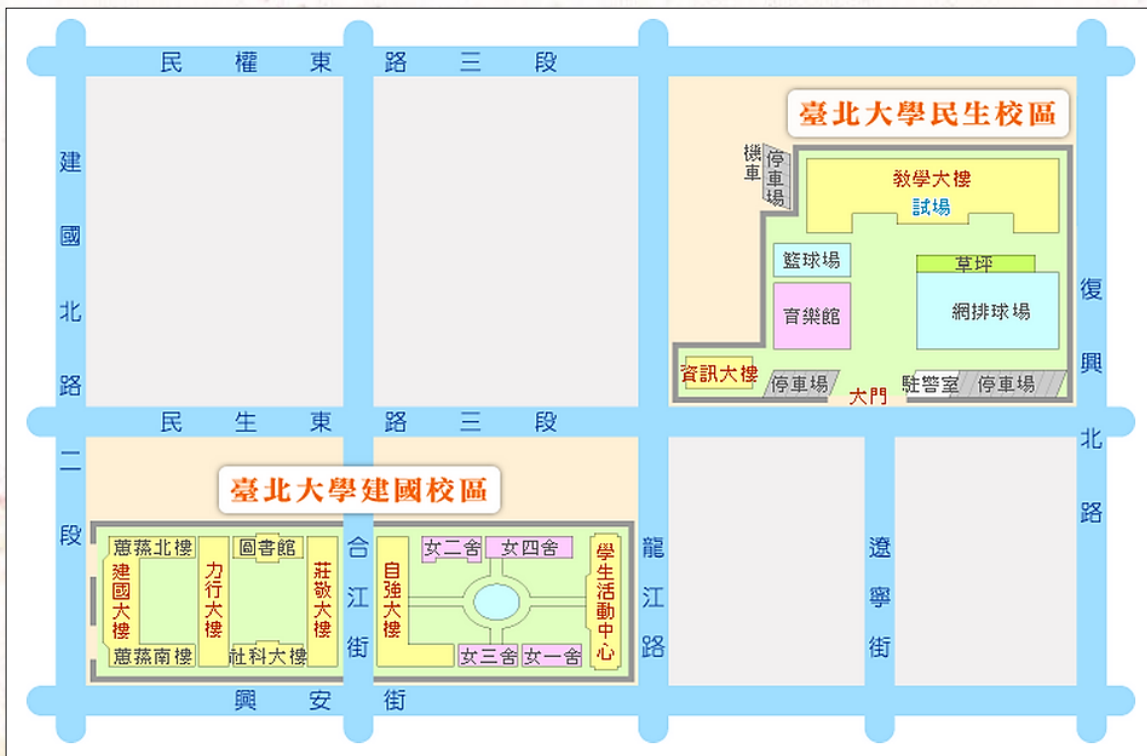 民權東路三段
臺北大學民生校區
建國北路二段
機車
停車場
教學大樓
試場
籃球場
草坪
育樂館
網排球場
復興北路
資訊大樓
停車場
大門
駐警室
停車場
民生東路三段
臺北大學建國校區
蕙蓀北樓
圖書館
女二舍
女四舍
建國大樓
力行大樓
莊敬大樓
合江街
自強大樓
學生活動中心
龍江路
遼寧街
蕙蓀南樓
社科大樓
女三舍
女一舍
興安街